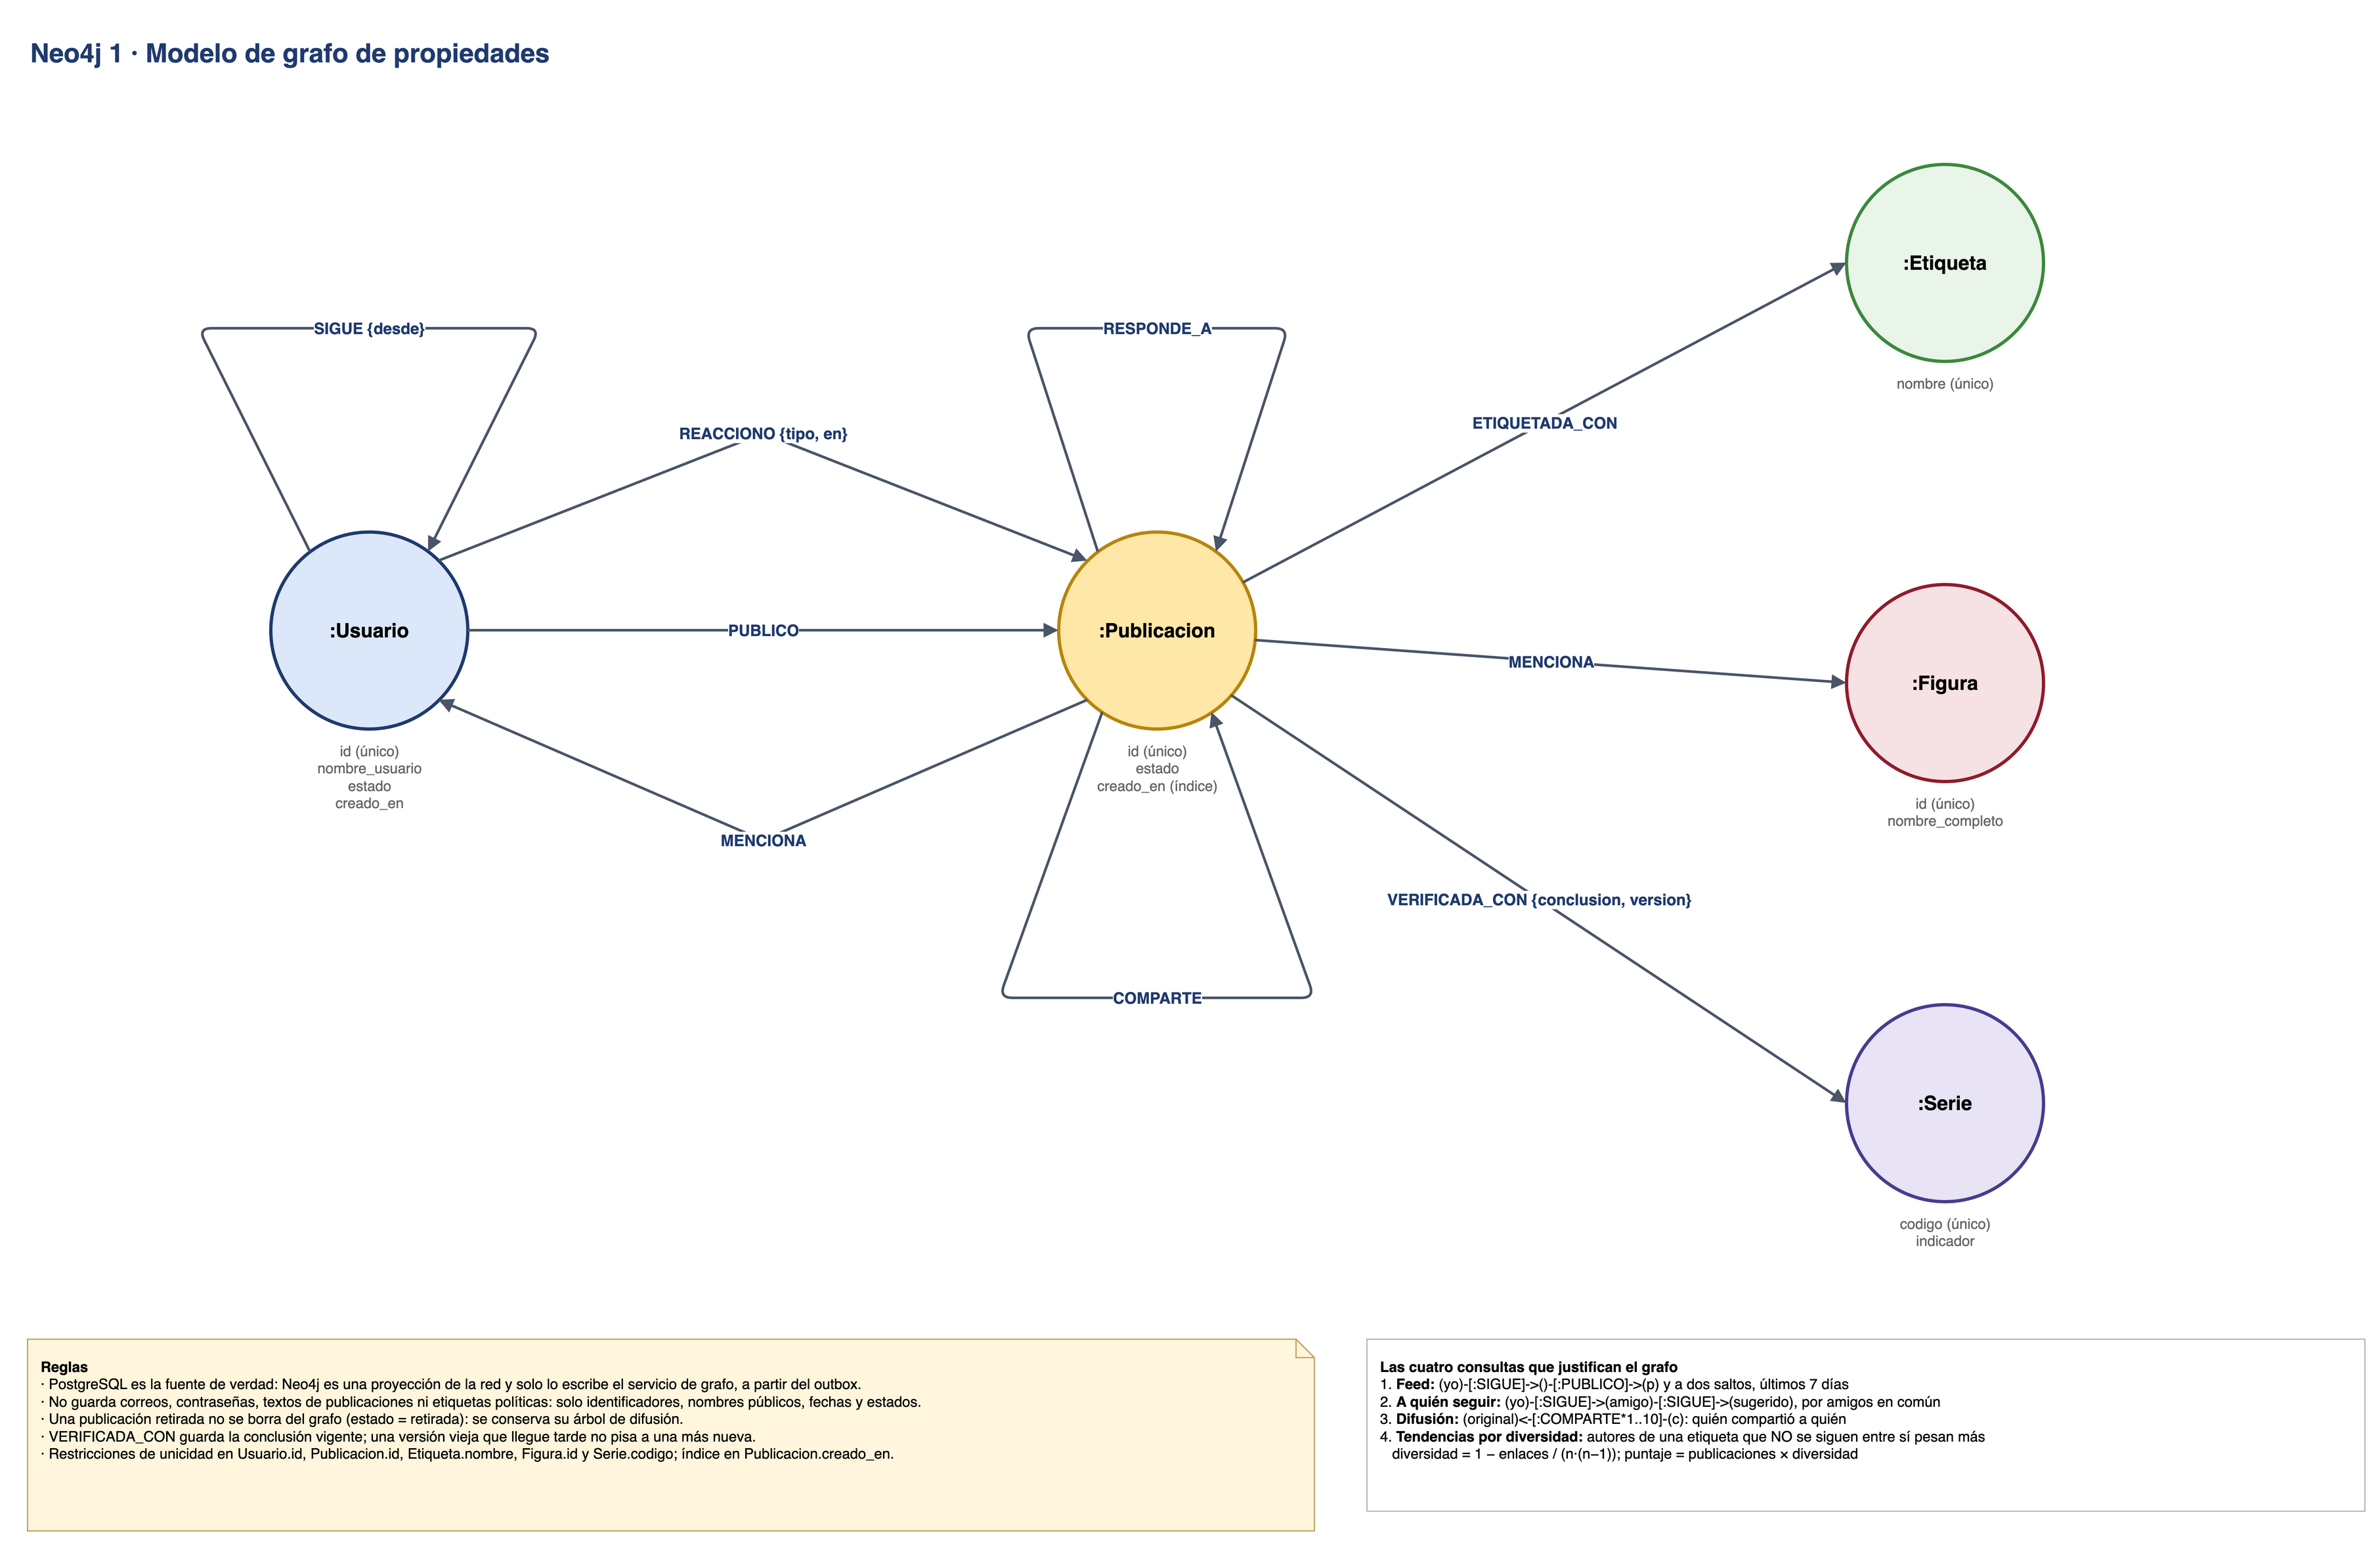 Neo4j 1 · Modelo de grafo de propiedades
:Etiqueta
nombre (único)
SIGUE {desde}
RESPONDE_A
ETIQUETADA_CON
REACCIONO {tipo, en}
:Usuario
PUBLICO
:Publicacion
MENCIONA
:Figura
id (único)
nombre_usuario
estado
creado_en
id (único)
estado
creado_en (índice)
id (único)
nombre_completo
MENCIONA
VERIFICADA_CON {conclusion, version}
COMPARTE
:Serie
codigo (único)
indicador
Reglas
· PostgreSQL es la fuente de verdad: Neo4j es una proyección de la red y solo lo escribe el servicio de grafo, a partir del outbox.
· No guarda correos, contraseñas, textos de publicaciones ni etiquetas políticas: solo identificadores, nombres públicos, fechas y estados.
· Una publicación retirada no se borra del grafo (estado = retirada): se conserva su árbol de difusión.
· VERIFICADA_CON guarda la conclusión vigente; una versión vieja que llegue tarde no pisa a una más nueva.
· Restricciones de unicidad en Usuario.id, Publicacion.id, Etiqueta.nombre, Figura.id y Serie.codigo; índice en Publicacion.creado_en.
Las cuatro consultas que justifican el grafo
1. Feed: (yo)-[:SIGUE]->()-[:PUBLICO]->(p) y a dos saltos, últimos 7 días
2. A quién seguir: (yo)-[:SIGUE]->(amigo)-[:SIGUE]->(sugerido), por amigos en común
3. Difusión: (original)<-[:COMPARTE*1..10]-(c): quién compartió a quién
4. Tendencias por diversidad: autores de una etiqueta que NO se siguen entre sí pesan más
diversidad = 1 − enlaces / (n·(n−1)); puntaje = publicaciones × diversidad